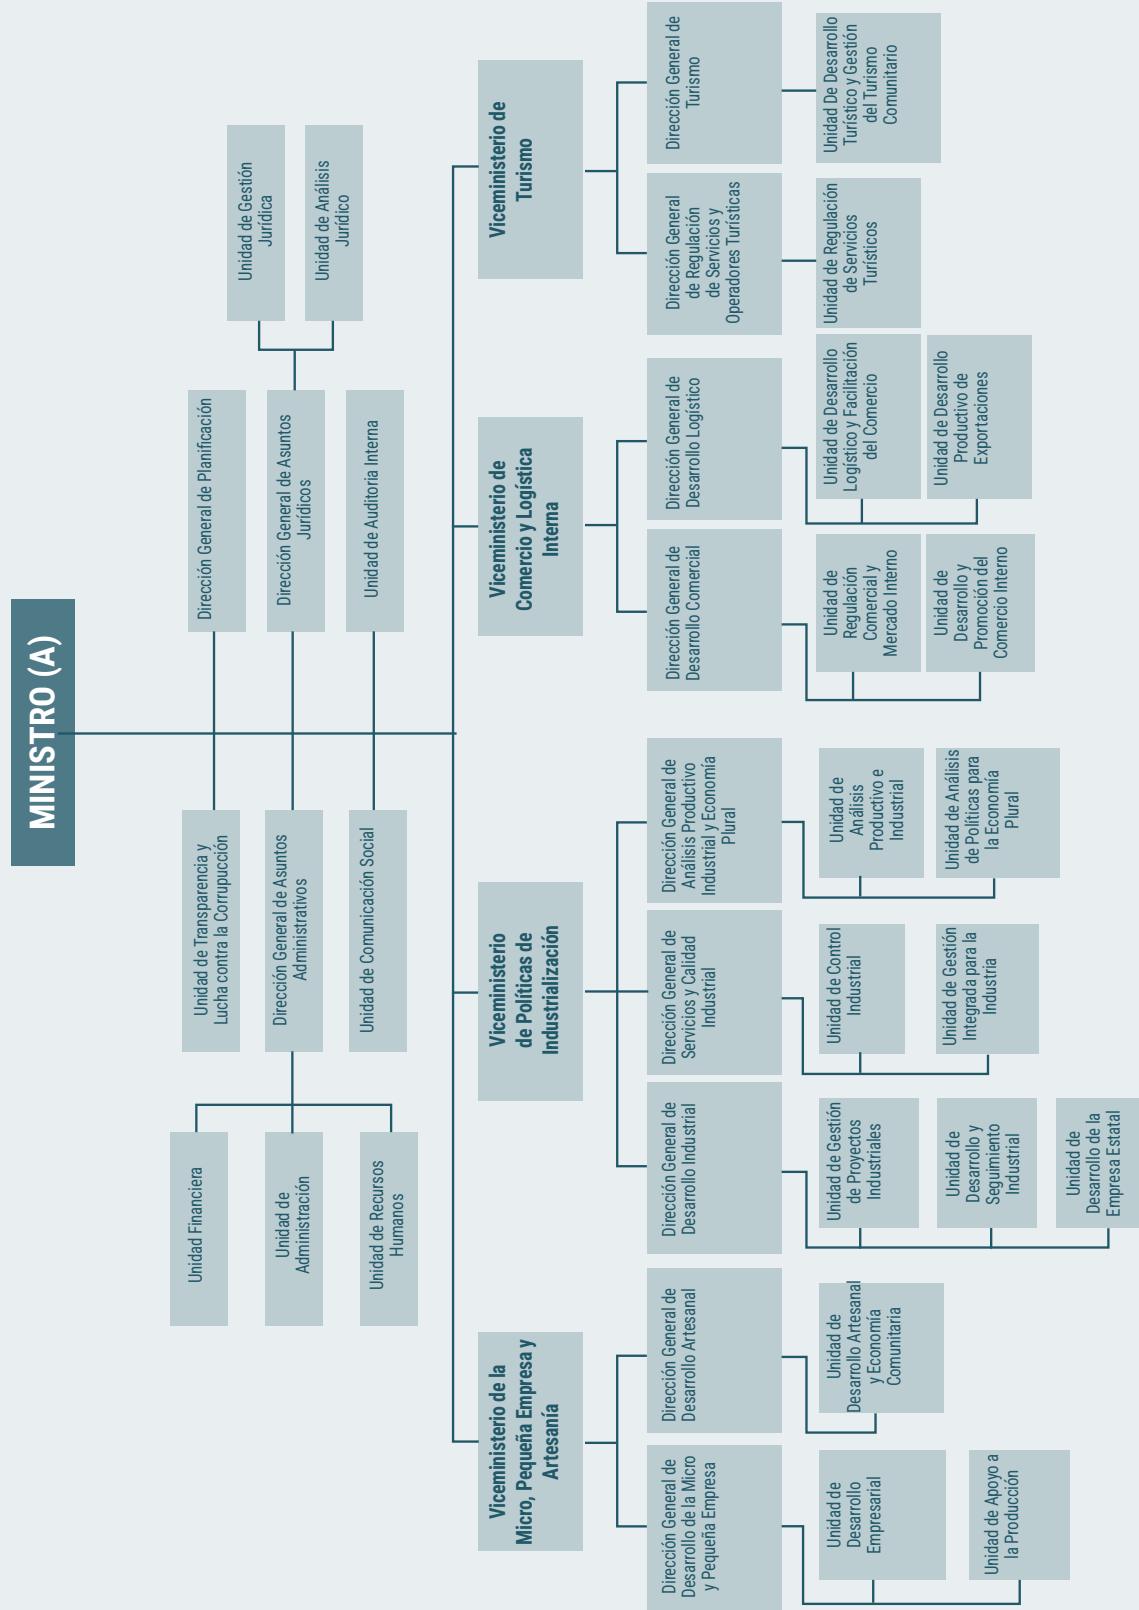 MINISTRO (A)
Unidad de Transparencia y
Lucha contra la Corrupucción
Dirección General de Planificación
Unidad Financiera
Unidad de
Administración
Unidad de Recursos
Humanos
Dirección General de Asuntos
Administrativos
Dirección General de Asuntos
Jurídicos
Unidad de Gestión
Jurídica
Unidad de Análisis
Jurídico
Unidad de Comunicación Social
Unidad de Auditoria Interna
Viceministerio de la
Micro, Pequeña Empresa y
Artesanía
Viceministerio
de Políticas de
Industrialización
Viceministerio de
Comercio y Logística
Interna
Viceministerio de
Turismo
Dirección General de
Desarrollo de la Micro
y Pequeña Empresa
Dirección General de
Desarrollo Artesanal
Dirección General de
Desarrollo Industrial
Dirección General de
Servicios y Calidad
Industrial
Dirección General de
Análisis Productivo
Industrial y Economía
Plural
Dirección General de
Desarrollo Comercial
Dirección General de
Desarrollo Logístico
Dirección General
de Regulación
de Servicios y
Operadores Turísticas
Dirección General de
Turismo
Unidad de
Desarrollo
Empresarial
Unidad de Apoyo a
la Producción
Unidad de
Desarrollo Artesanal
y Economía
Comunitaria
Unidad de Gestión
de Proyectos
Industriales
Unidad de
Desarrollo y
Seguimiento
Industrial
Unidad de
Desarrollo de la
Empresa Estatal
Unidad de Control
Industrial
Unidad de Gestión
Integrada para la
Industria
Unidad de
Análisis
Productivo e
Industrial
Unidad de Análisis
de Políticas para
la Economía
Plural
Unidad de
Regulación
Comercial y
Mercado Interno
Unidad de
Desarrollo y
Promoción del
Comercio Interno
Unidad de Desarrollo
Logístico y Facilitación
del Comercio
Unidad de Desarrollo
Productivo de
Exportaciones
Unidad de Regulación
de Servicios
Turísticos
Unidad De Desarrollo
Turístico y Gestión
del Turismo
Comunitario